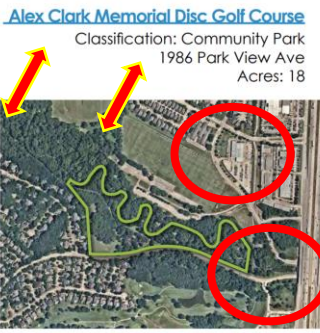 Alex Clark Memorial Disc Golf Course
Classification: Community Park
1986 Park View Ave
Acres: 18